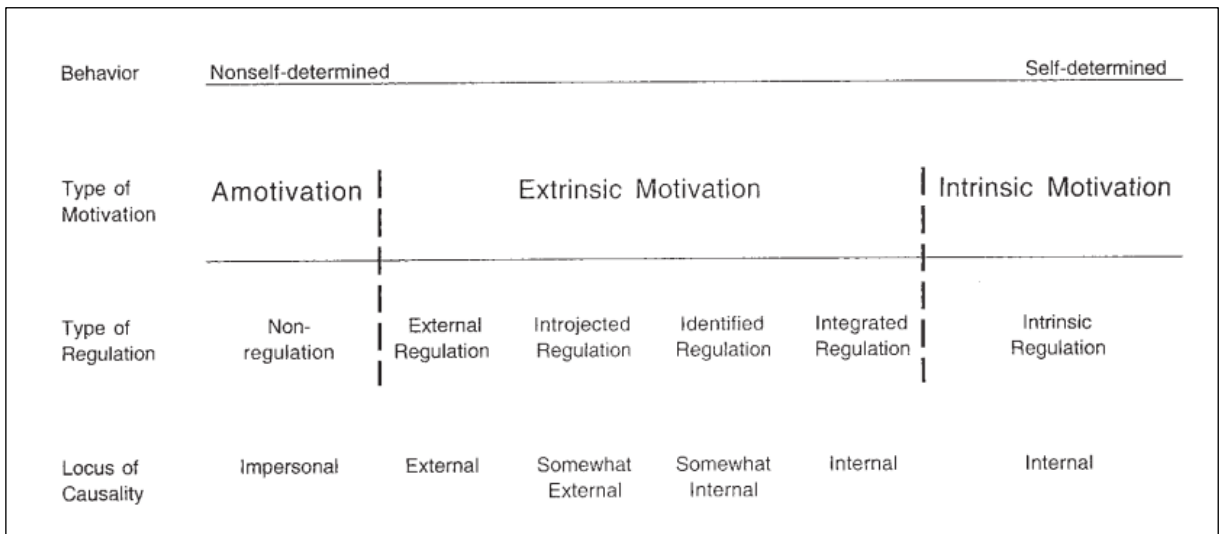 Behavior Nonself-determined Self-determined
Type of Motivation Amotivation Extrinsic Motivation Intrinsic Motivation
Type of Regulation Non-regulation External Regulation Introjected Regulation Identified Regulation Integrated Regulation Intrinsic Regulation
Locus of Causality Impersonal External Somewhat External Somewhat Internal Internal Internal